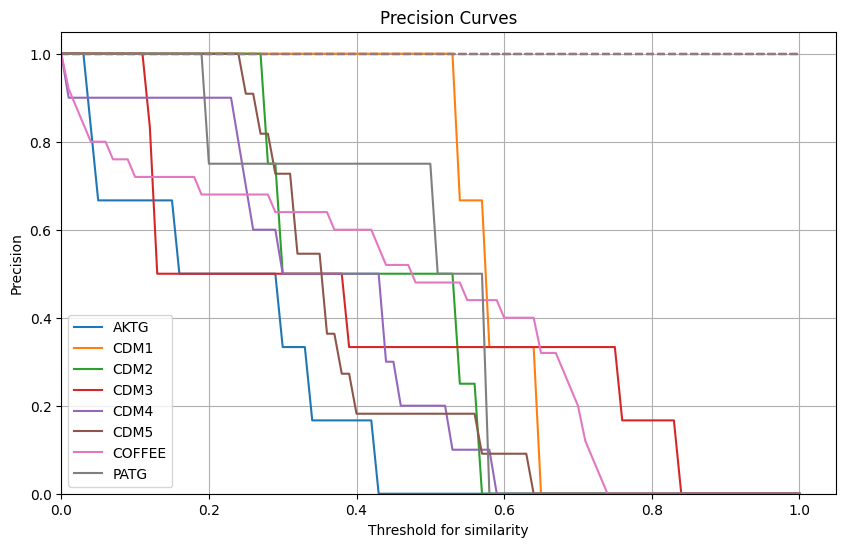 Precision Curves
1.0
0.8
0.6
0.4
0.2
0.0
Precision
AKTG
CDM1
CDM2
CDM3
CDM4
CDM5
COFFEE
PATG
0.0 0.2 0.4 0.6 0.8 1.0
Threshold for similarity